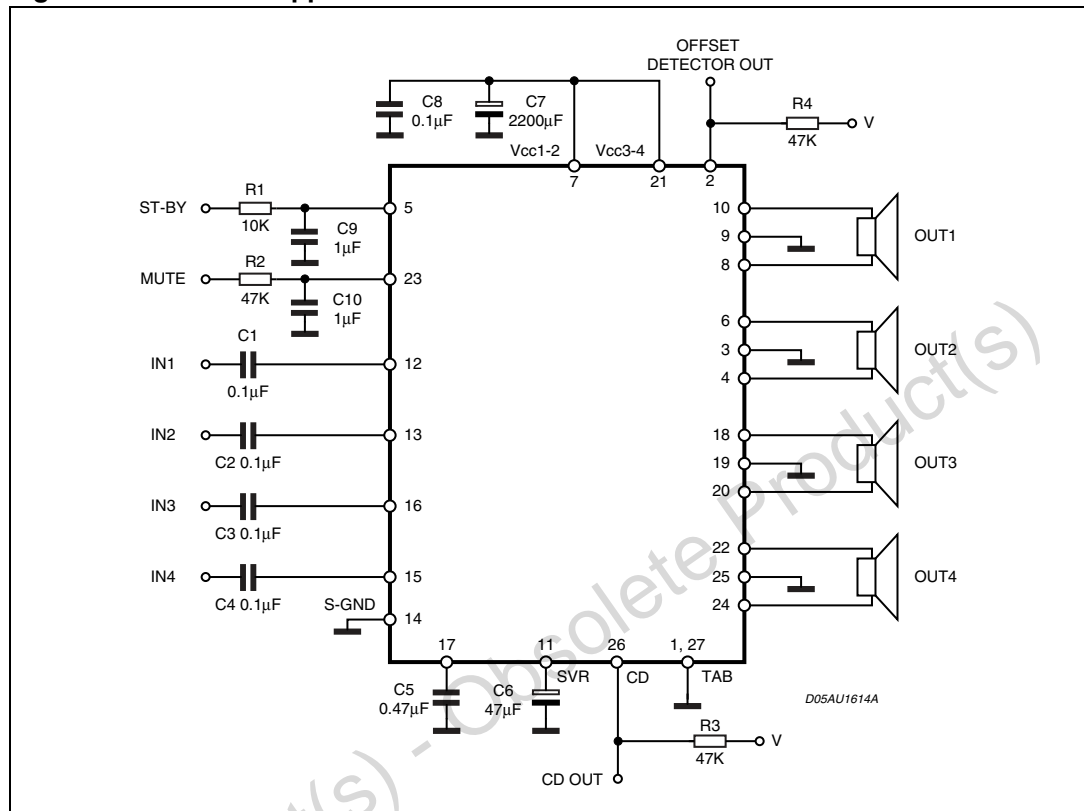 OFFSET
DETECTOR OUT
C8
0.1µF
C7
2200µF
R4
47K
V
Vcc1-2
Vcc3-4
7
21
2
ST-BY
R1
10K
5
C9
1µF
MUTE
R2
47K
23
C10
1µF
IN1
C1
0.1µF
12
IN2
C2 0.1µF
13
IN3
C3 0.1µF
16
IN4
C4 0.1µF
15
S-GND
14
10
9
8
OUT1
6
3
4
OUT2
18
19
20
OUT3
22
25
24
OUT4
17
11
26
1, 27
SVR
CD
TAB
C5
0.47µF
C6
47µF
D05AU1614A
R3
47K
V
CD OUT
t(s) - Obsolete Product(s)